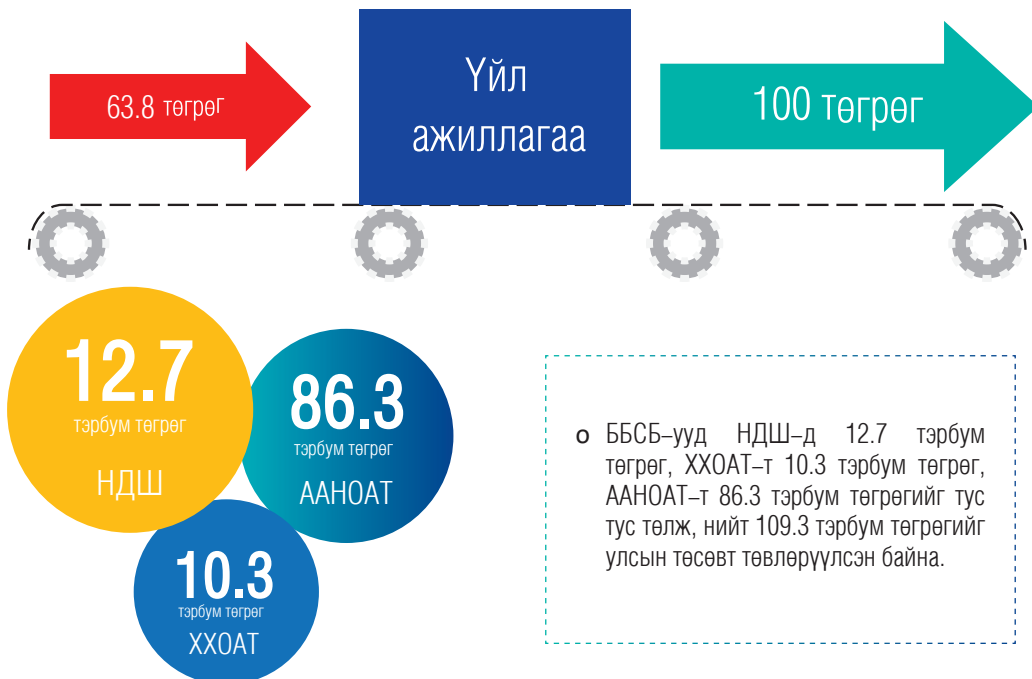 63.8 төгрөг
Үйл
ажиллагаа
100 төгрөг
12.7
тэрбум төгрөг
НДШ
86.3
тэрбум төгрөг
ААНОАТ
10.3
тэрбум төгрөг
ХХОАТ
o ББСБ–ууд НДШ–д 12.7 тэрбум
төгрөг, ХХОАТ–т 10.3 тэрбум төгрөг,
ААНОАТ–т 86.3 тэрбум төгрөгийг тус
тус төлж, нийт 109.3 тэрбум төгрөгийг
улсын төсөвт төвлөрүүлсэн байна.